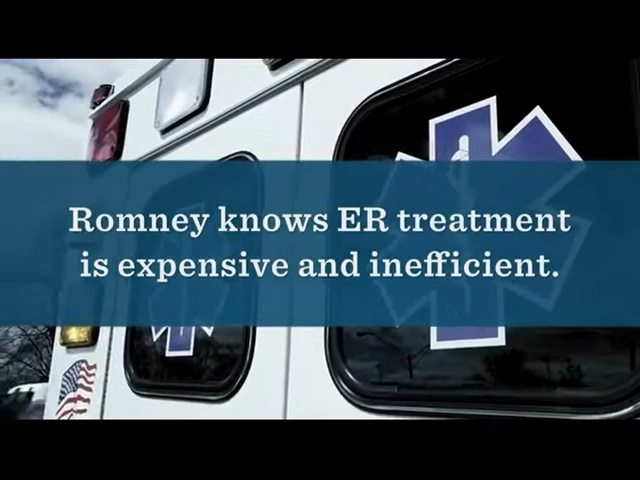 Romney knows ER treatment
is expensive and inefficient.